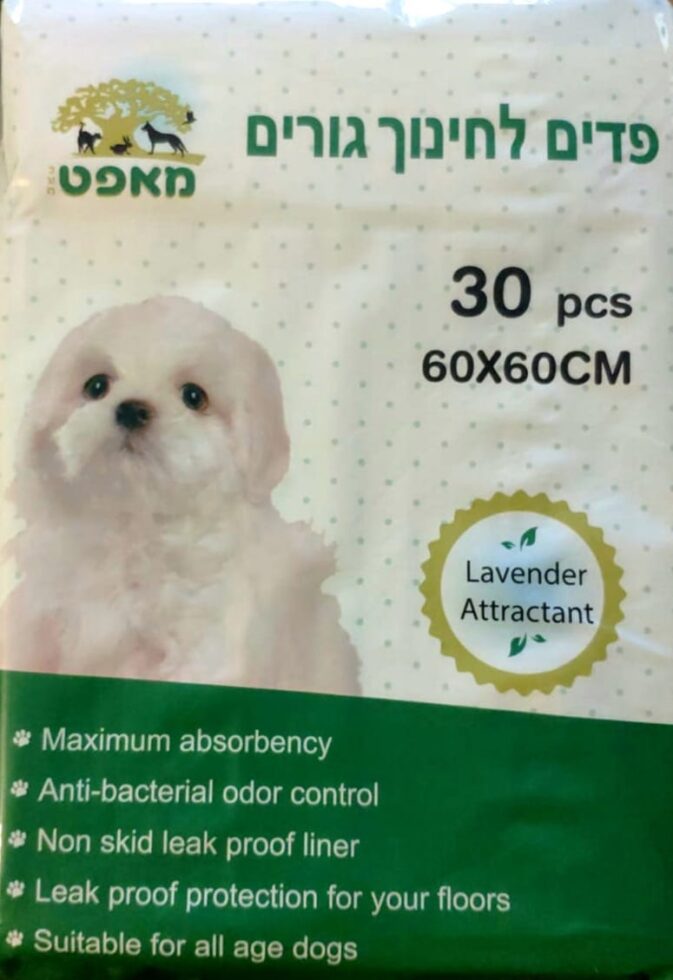 פדים לחינוך גורים
מאפט
30 pcs
60X60CM
Lavender
Attractant
Maximum absorbency
Anti-bacterial odor control
Non skid leak proof liner
Leak proof protection for your floors
Suitable for all age dogs